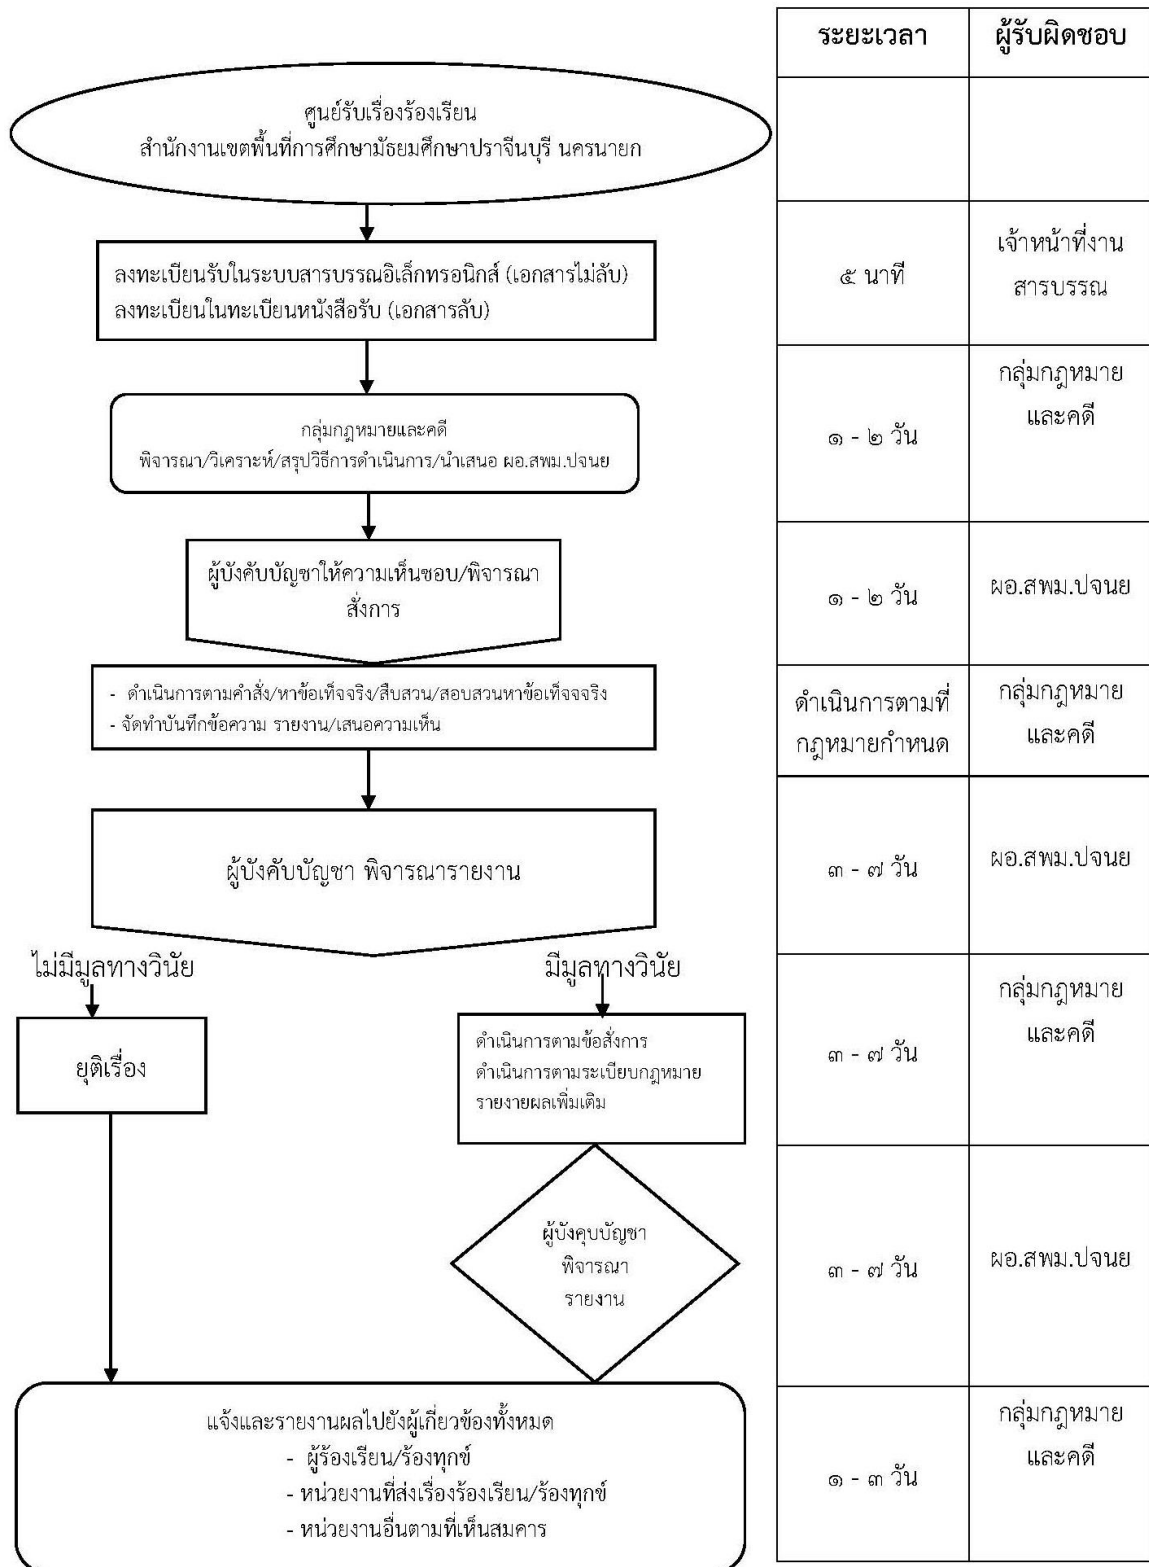 ระยะเวลา
ผู้รับผิดชอบ
ศูนย์รับเรื่องร้องเรียน
สำนักงานเขตพื้นที่การศึกษามัธยมศึกษาปราจีนบุรี นครนายก
ลงทะเบียนรับในระบบสารบรรณอิเล็กทรอนิกส์ (เอกสารไม่ลับ)
ลงทะเบียนในทะเบียนหนังสือรับ (เอกสารลับ)
๕ นาที
เจ้าหน้าที่งาน
สารบรรณ
กลุ่มกฎหมายและคดี
พิจารณา/วิเคราะห์/สรุปวิธีการดำเนินการ/นำเสนอ ผอ.สพม.ปจนย
๑ - ๒ วัน
กลุ่มกฎหมาย
และคดี
ผู้บังคับบัญชาให้ความเห็นชอบ/พิจารณา
สั่งการ
๑ - ๒ วัน
ผอ.สพม.ปจนย
- ดำเนินการตามคำสั่ง/หาข้อเท็จจริง/สืบสวน/สอบสวนหาข้อเท็จจจริง
- จัดทำบันทึกข้อความ รายงาน/เสนอความเห็น
ดำเนินการตามที่
กฎหมายกำหนด
กลุ่มกฎหมาย
และคดี
ผู้บังคับบัญชา พิจารณารายงาน
๓ - ๗ วัน
ผอ.สพม.ปจนย
ไม่มีมูลทางวินัย
มีมูลทางวินัย
ยุติเรื่อง
ดำเนินการตามข้อสั่งการ
ดำเนินการตามระเบียบกฎหมาย
รายงายผลเพิ่มเติม
๓ - ๗ วัน
กลุ่มกฎหมาย
และคดี
ผู้บังคุบบัญชา
พิจารณา
รายงาน
๓ - ๗ วัน
ผอ.สพม.ปจนย
แจ้งและรายงานผลไปยังผู้เกี่ยวข้องทั้งหมด
- ผู้ร้องเรียน/ร้องทุกข์
- หน่วยงานที่ส่งเรื่องร้องเรียน/ร้องทุกข์
- หน่วยงานอื่นตามที่เห็นสมคาร
๑ - ๓ วัน
กลุ่มกฎหมาย
และคดี